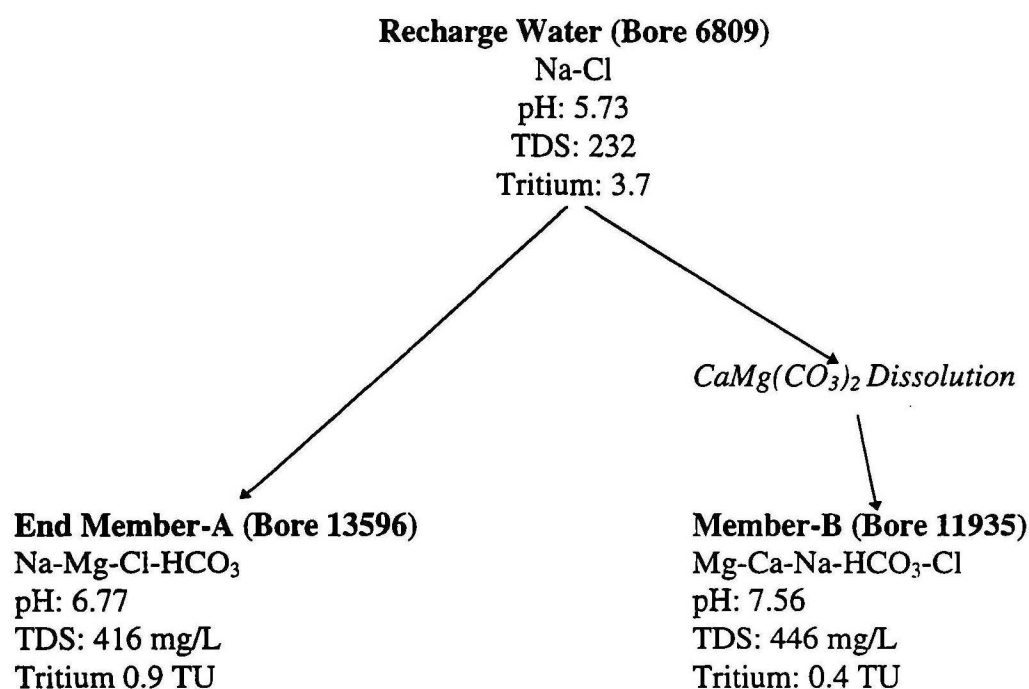 Recharge Water (Bore 6809)
Na-Cl
pH: 5.73
TDS: 232
Tritium: 3.7
CaMg(CO₃)₂ Dissolution
End Member-A (Bore 13596)
Na-Mg-Cl-HCO₃
pH: 6.77
TDS: 416 mg/L
Tritium 0.9 TU
Member-B (Bore 11935)
Mg-Ca-Na-HCO₃-Cl
pH: 7.56
TDS: 446 mg/L
Tritium: 0.4 TU